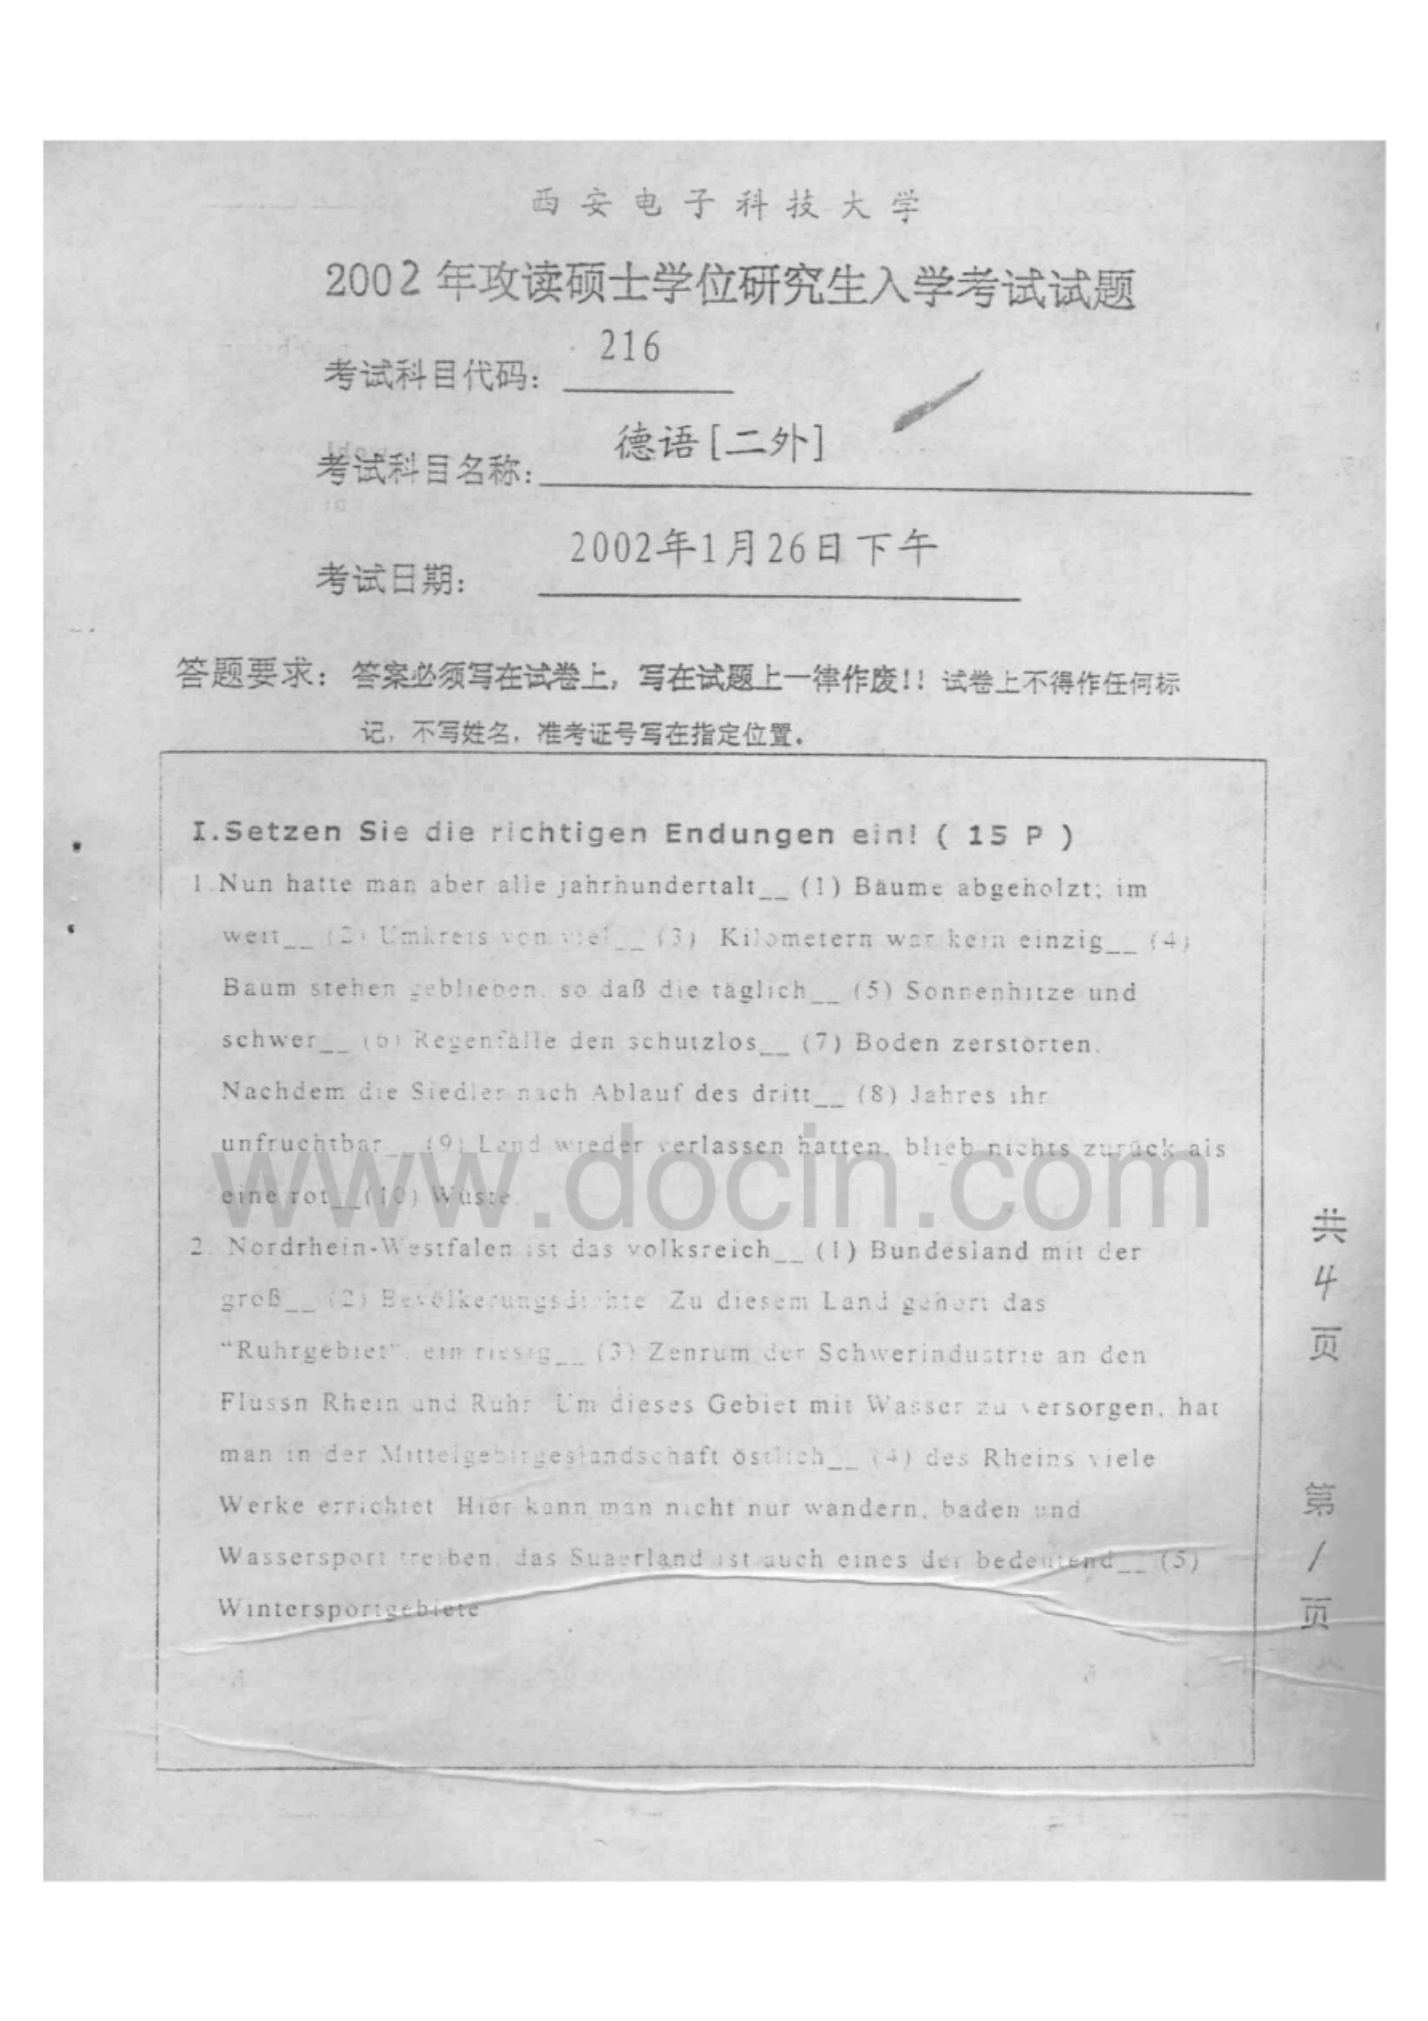 西安电子科技大学
2002年攻读硕士学位研究生入学考试试题
考试科目代码： 216
考试科目名称： 德语[二外]
考试日期： 2002年1月26日下午
答题要求：答案必须写在试卷上，写在试题上一律作废!! 试卷上不得作任何标
记，不写姓名，准考证号写在指定位置。
I.Setzen Sie die richtigen Endungen ein! ( 15 P )
1.Nun hatte man aber alle jahrhundertalt__ (1) Bäume abgeholzt; im
weit__ (2) Umkreis von viel__ (3) Kilometern war kein einzig__ (4)
Baum stehen geblieben, so daß die täglich__ (5) Sonnenhitze und
schwer__ (6) Regenfälle den schutzlos__ (7) Boden zerstörten.
Nachdem die Siedler nach Ablauf des dritt__ (8) Jahres ihr
unfruchtbar__ (9) Land wieder verlassen hatten, blieb nichts zurück als
eine rot__(10) Wüste.
2. Nordrhein-Westfalen ist das volksreich__ (1) Bundesland mit der
groß__ (2) Bevölkerungsdichte. Zu diesem Land gehört das
"Ruhrgebiet", ein riesig__ (3) Zenrum der Schwerindustrie an den
Flussn Rhein und Ruhr. Um dieses Gebiet mit Wasser zu versorgen, hat
man in der Mittelgebirgeslandschaft östlich__ (4) des Rheins viele
Werke errichtet. Hier kann man nicht nur wandern, baden und
Wassersport treiben, das Suaerland ist auch eines der bedeutend__ (5)
Wintersportgebiete.
共4页
第1页
www.docin.com